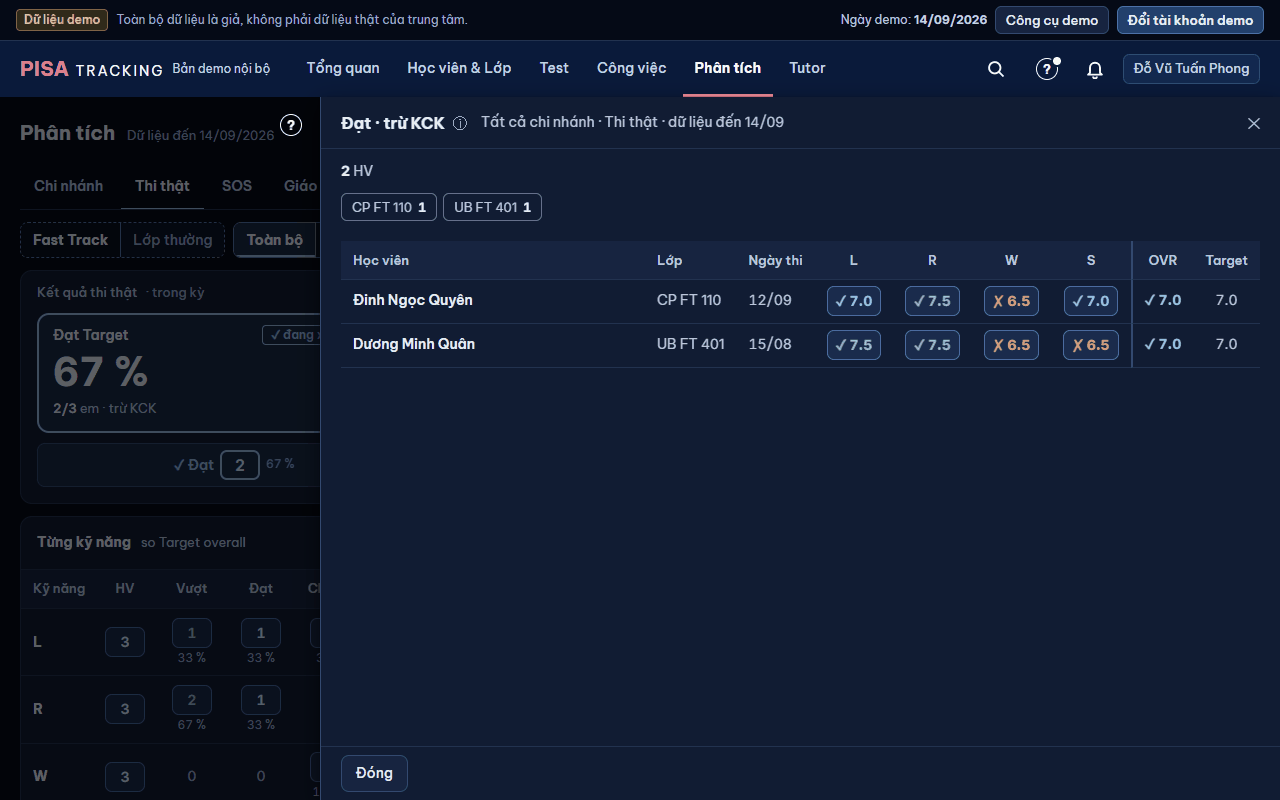 Dữ liệu demo Toàn bộ dữ liệu là giả, không phải dữ liệu thật của trung tâm. Ngày demo: 14/09/2026 Công cụ demo Đổi tài khoản demo
PISA TRACKING Bản demo nội bộ Tổng quan Học viên & Lớp Test Công việc Phân tích Tutor ? Đỗ Vũ Tuấn Phong
Phân tích Dữ liệu đến 14/09/2026 ?
Chi nhánh Thi thật SOS Giáo
Fast Track Lớp thường Toàn bộ
Kết quả thi thật · trong kỳ
Đạt Target ✓ đang
67 %
2/3 em · trừ KCK
✓ Đạt 2 67 %
Từng kỹ năng so Target overall
Kỹ năng HV Vượt Đạt
L 3 1 1
33 % 33 %
R 3 2 1
67 % 33 %
W 3 0 0
Đạt · trừ KCK ⓘ Tất cả chi nhánh · Thi thật · dữ liệu đến 14/09
2 HV
CP FT 110 1 UB FT 401 1
Học viên Lớp Ngày thi L R W S OVR Target
Đinh Ngọc Quyên CP FT 110 12/09 ✓ 7.0 ✓ 7.5 ✗ 6.5 ✓ 7.0 ✓ 7.0 7.0
Dương Minh Quân UB FT 401 15/08 ✓ 7.5 ✓ 7.5 ✗ 6.5 ✗ 6.5 ✓ 7.0 7.0
Đóng